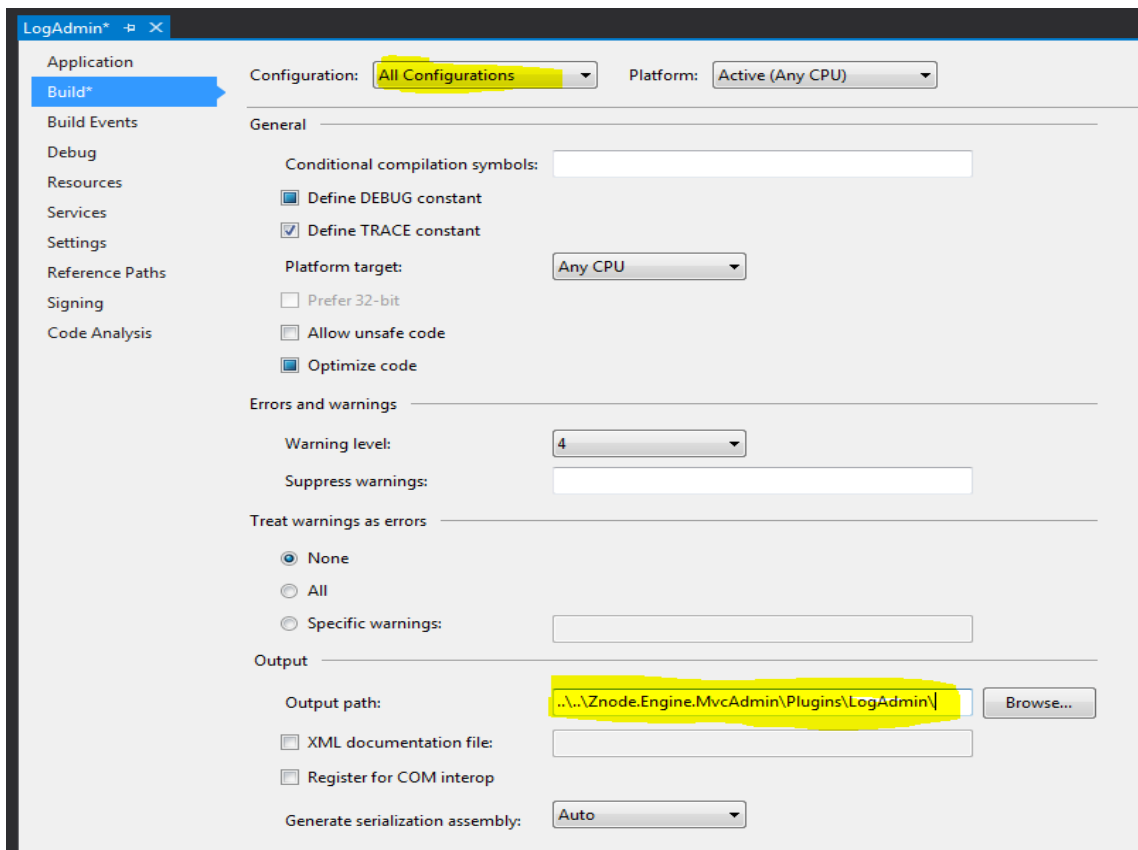 LogAdmin*
Application
Build*
Build Events
Debug
Resources
Services
Settings
Reference Paths
Signing
Code Analysis
Configuration: All Configurations Platform: Active (Any CPU)
General
Conditional compilation symbols:
Define DEBUG constant
Define TRACE constant
Platform target: Any CPU
Prefer 32-bit
Allow unsafe code
Optimize code
Errors and warnings
Warning level: 4
Suppress warnings:
Treat warnings as errors
None
All
Specific warnings:
Output
Output path: ..\..\Znode.Engine.MvcAdmin\Plugins\LogAdmin\ Browse...
XML documentation file:
Register for COM interop
Generate serialization assembly: Auto